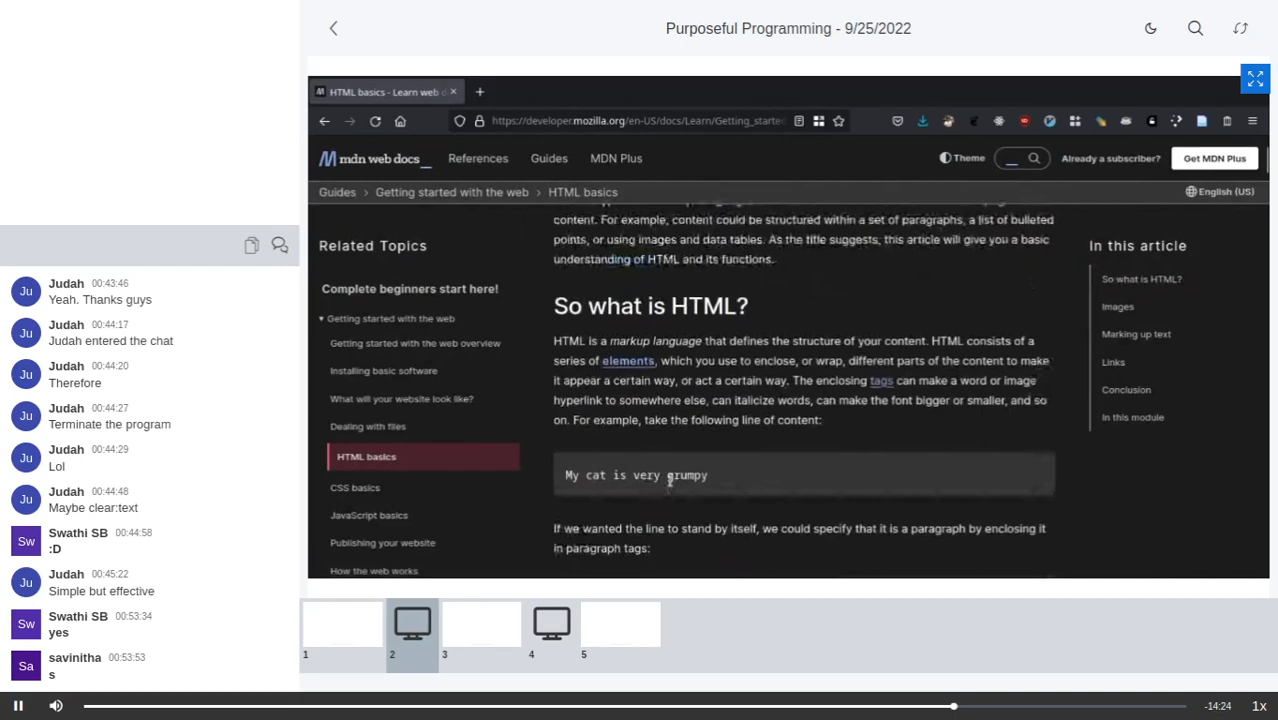 Purposeful Programming - 9/25/2022
HTML basics - Learn web d
https://developer.mozilla.org/en-US/docs/Learn/Getting_started
mdn web docs_ References Guides MDN Plus Theme Already a subscriber? Get MDN Plus
Guides › Getting started with the web › HTML basics English (US)
Related Topics
Complete beginners start here!
Getting started with the web
Getting started with the web overview
Installing basic software
What will your website look like?
Dealing with files
HTML basics
CSS basics
JavaScript basics
Publishing your website
How the web works
content. For example, content could be structured within a set of paragraphs, a list of bulleted
points, or using images and data tables. As the title suggests, this article will give you a basic
understanding of HTML and its functions.
So what is HTML?
HTML is a markup language that defines the structure of your content. HTML consists of a
series of elements, which you use to enclose, or wrap, different parts of the content to make
it appear a certain way, or act a certain way. The enclosing tags can make a word or image
hyperlink to somewhere else, can italicize words, can make the font bigger or smaller, and so
on. For example, take the following line of content:
My cat is very grumpy
If we wanted the line to stand by itself, we could specify that it is a paragraph by enclosing it
in paragraph tags:
In this article
So what is HTML?
Images
Marking up text
Links
Conclusion
In this module
Ju Judah 00:43:46
Yeah. Thanks guys
Ju Judah 00:44:17
Judah entered the chat
Ju Judah 00:44:20
Therefore
Ju Judah 00:44:27
Terminate the program
Ju Judah 00:44:29
Lol
Ju Judah 00:44:48
Maybe clear:text
Sw Swathi SB 00:44:58
:D
Ju Judah 00:45:22
Simple but effective
Sw Swathi SB 00:53:34
yes
Sa savinitha 00:53:53
s
1 2 3 4 5
-14:24 1x